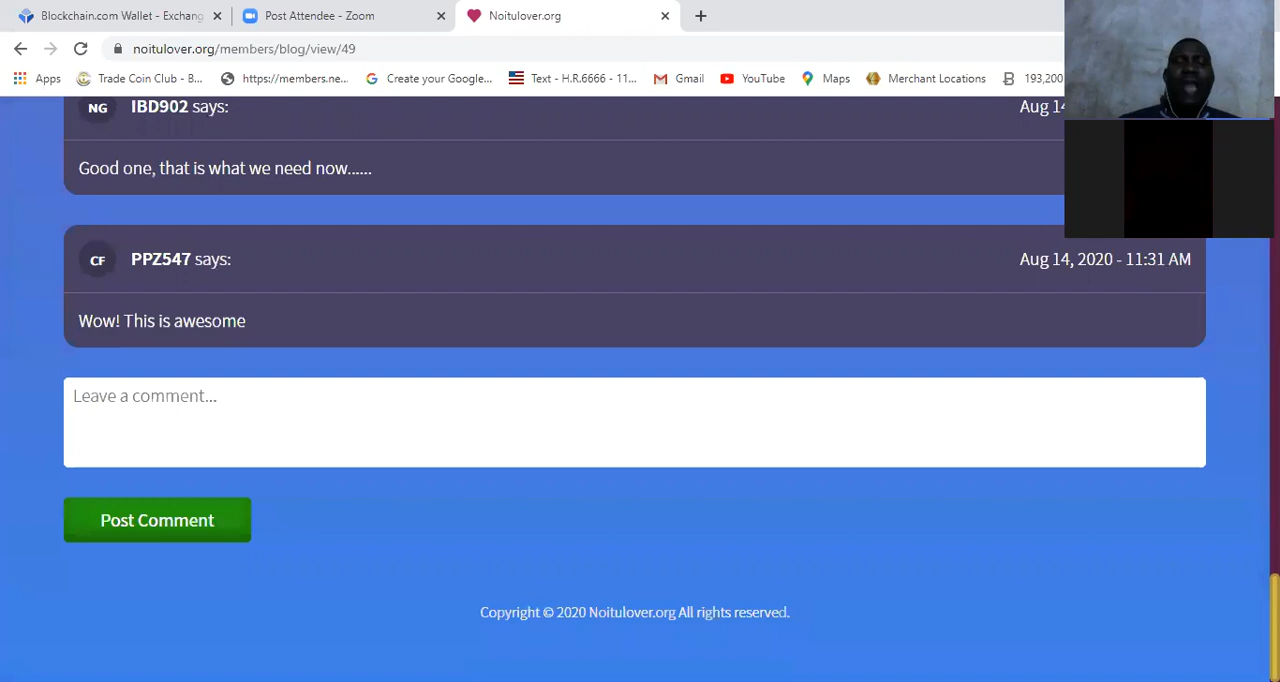 Blockchain.com Wallet - Exchang
Post Attendee - Zoom
Noitulover.org
noitulover.org/members/blog/view/49
Apps
Trade Coin Club - B...
https://members.ne...
Create your Google...
Text - H.R.6666 - 11...
Gmail
YouTube
Maps
Merchant Locations
193,200
NG
IBD902 says:
Aug 14
Good one, that is what we need now......
CF
PPZ547 says:
Aug 14, 2020 - 11:31 AM
Wow! This is awesome
Leave a comment...
Post Comment
Copyright © 2020 Noitulover.org All rights reserved.